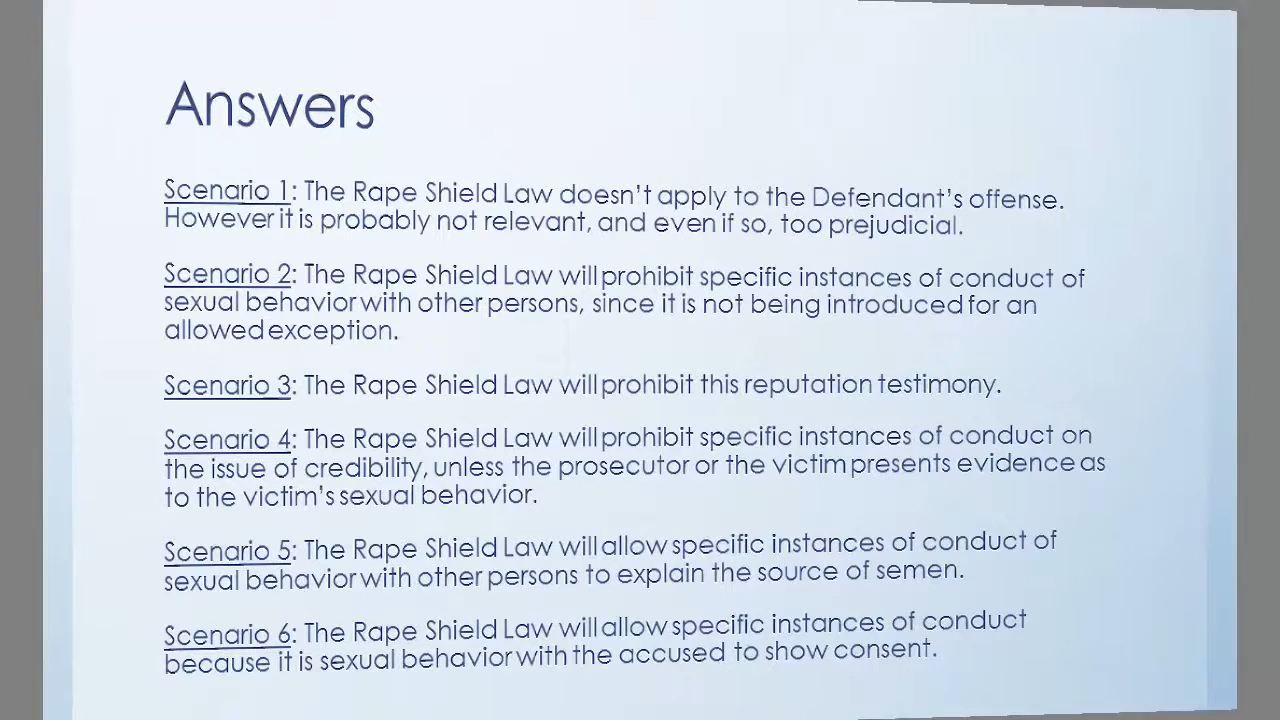 Answers
Scenario 1: The Rape Shield Law doesn't apply to the Defendant's offense.
However it is probably not relevant, and even if so, too prejudicial.
Scenario 2: The Rape Shield Law will prohibit specific instances of conduct of
sexual behavior with other persons, since it is not being introduced for an
allowed exception.
Scenario 3: The Rape Shield Law will prohibit this reputation testimony.
Scenario 4: The Rape Shield Law will prohibit specific instances of conduct on
the issue of credibility, unless the prosecutor or the victim presents evidence as
to the victim's sexual behavior.
Scenario 5: The Rape Shield Law will allow specific instances of conduct of
sexual behavior with other persons to explain the source of semen.
Scenario 6: The Rape Shield Law will allow specific instances of conduct
because it is sexual behavior with the accused to show consent.